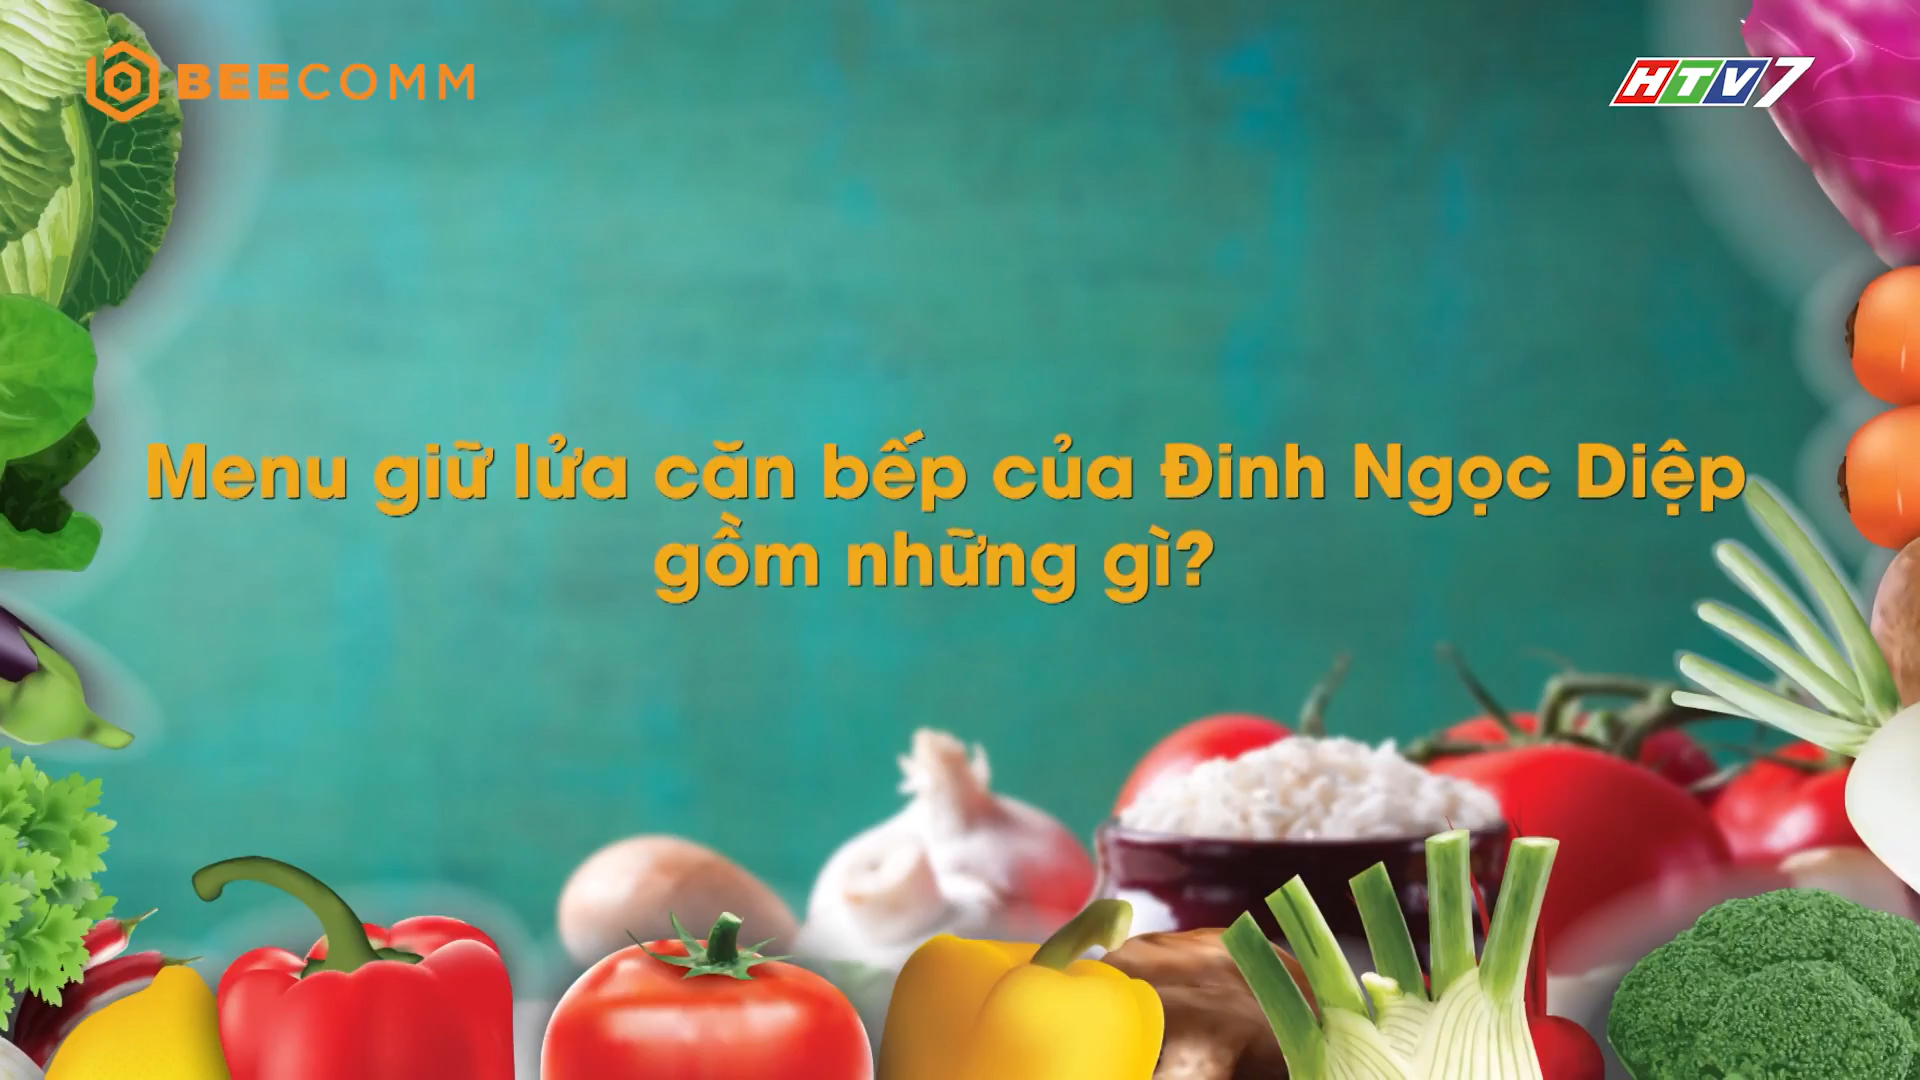 BEECOMM
HTV7
Menu giữ lửa căn bếp của Đinh Ngọc Diệp
gồm những gì?